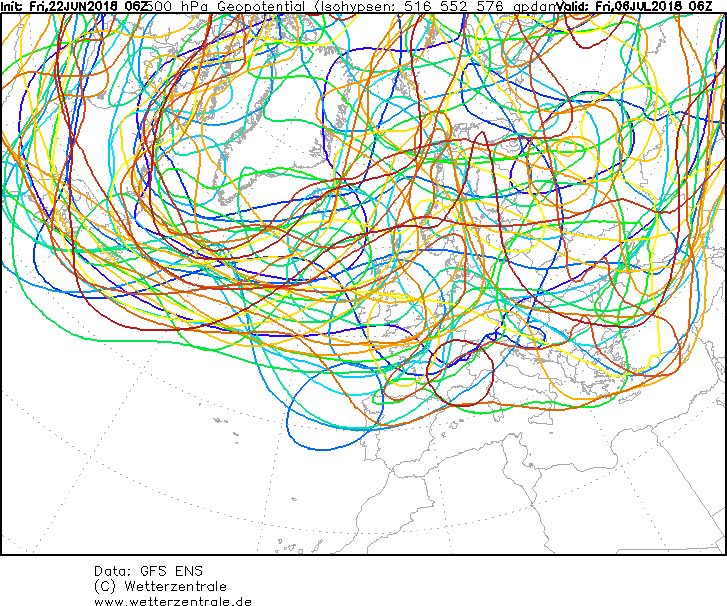 Init: Fri,22JUN2018 06Z 500 hPa Geopotential (Isohypsen: 516 552 576 gpdam) Valid: Fri,06JUL2018 06Z
Data: GFS ENS
(C) Wetterzentrale
www.wetterzentrale.de